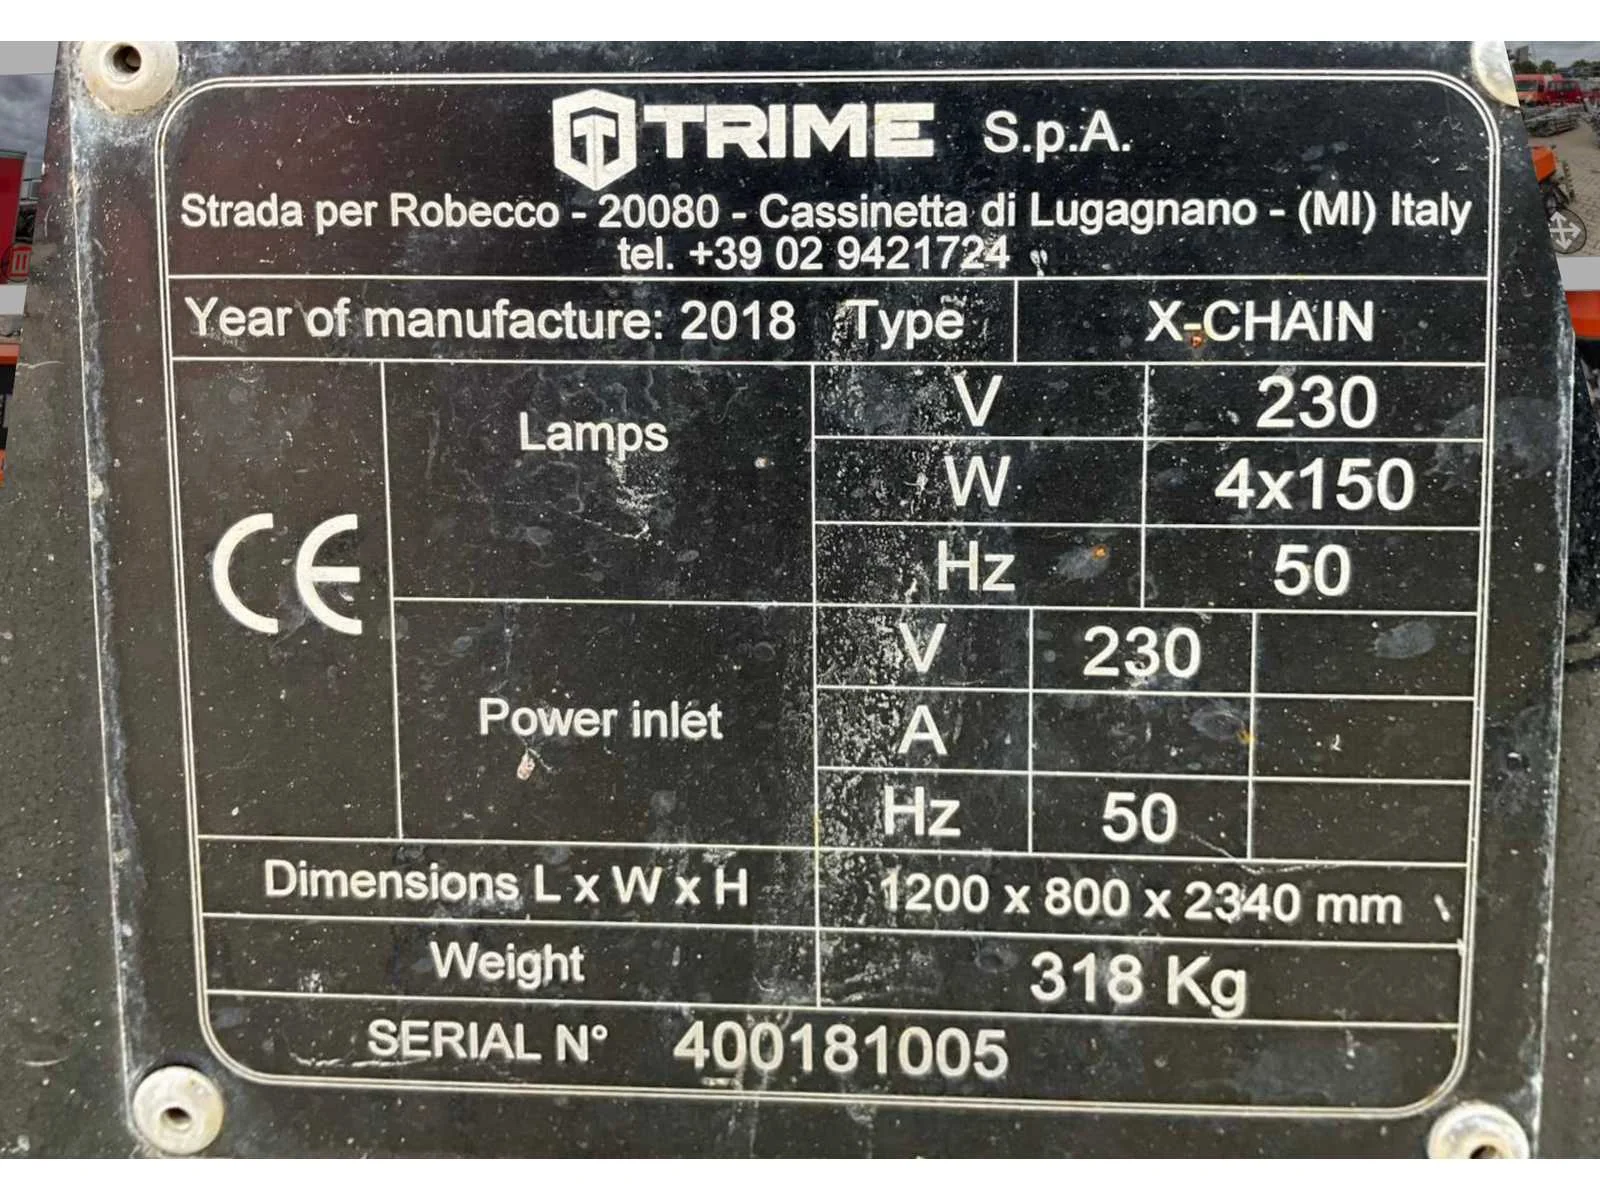 TRIME S.p.A.
Strada per Robecco - 20080 - Cassinetta di Lugagnano - (MI) Italy
tel. +39 02 9421724
Year of manufacture: 2018 Type X-CHAIN
CE
Lamps
V 230
W 4x150
Hz 50
Power inlet
V 230
A
Hz 50
Dimensions L x W x H 1200 x 800 x 2340 mm
Weight 318 Kg
SERIAL N° 400181005